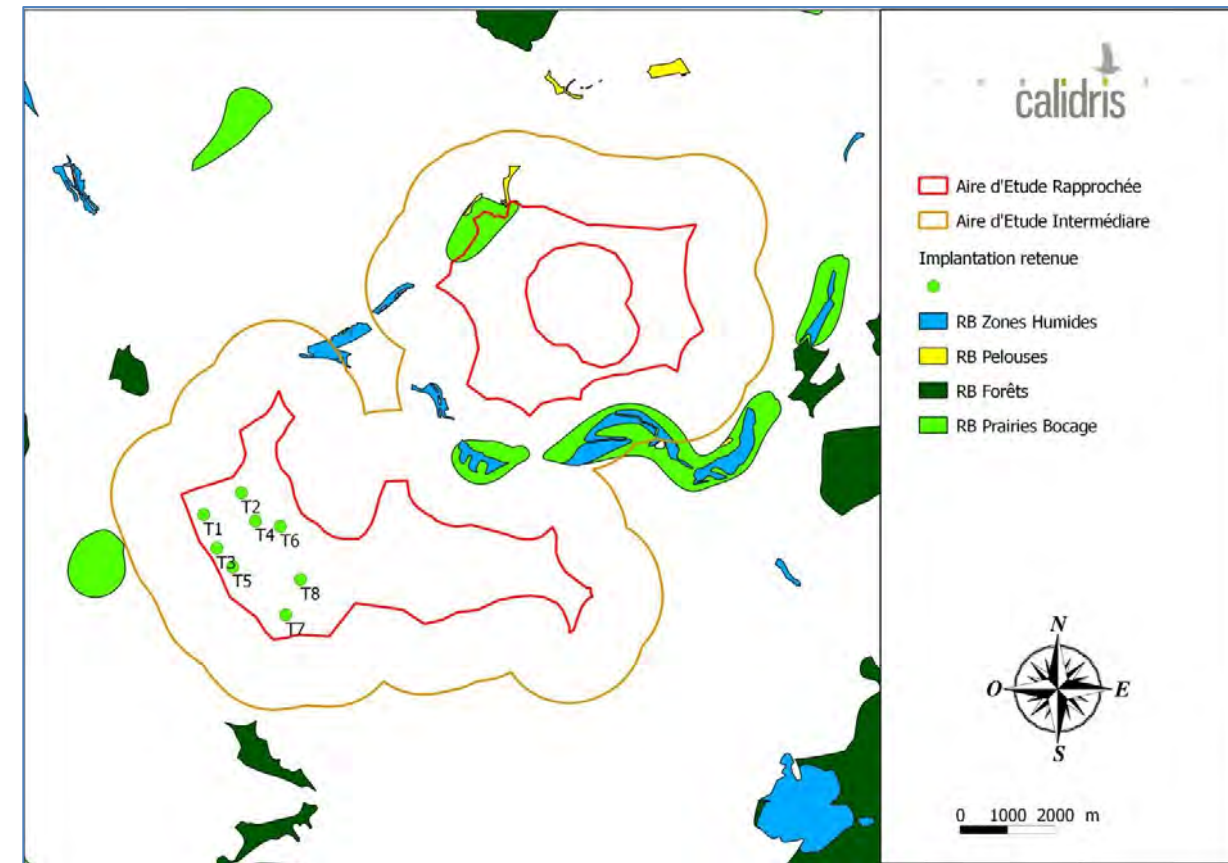 calidris
Aire d'Etude Rapprochée
Aire d'Etude Intermédiare
Implantation retenue
RB Zones Humides
RB Pelouses
RB Forêts
RB Prairies Bocage
T2
T1
T4
T6
T3
T5
T8
T7
N
O E
S
0 1000 2000 m